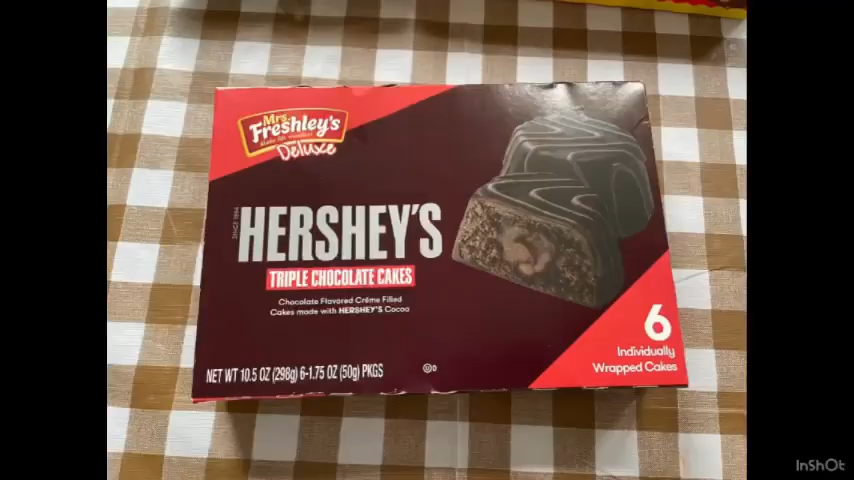 Mrs.
Freshley's
Deluxe
SINCE 1894
HERSHEY'S
TRIPLE CHOCOLATE CAKES
Chocolate Flavored Créme Filled
Cakes made with HERSHEY'S Cocoa
6
Individually
Wrapped Cakes
NET WT 10.5 OZ (298g) 6-1.75 OZ (50g) PKGS
U D
InShOt